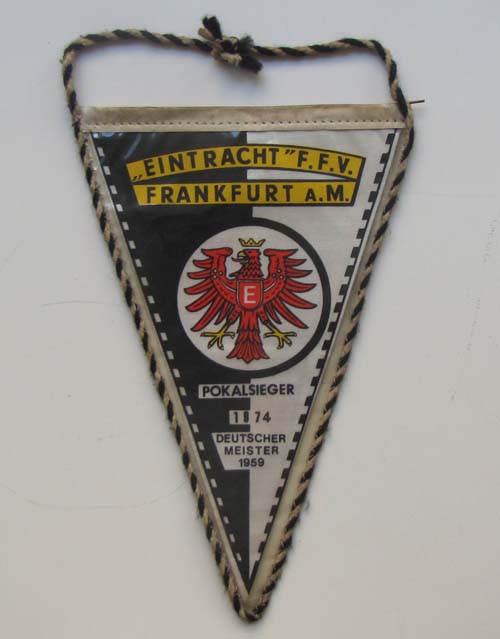 „EINTRACHT" F.F.V.
FRANKFURT A.M.
E
POKALSIEGER
1974
DEUTSCHER
MEISTER
1959